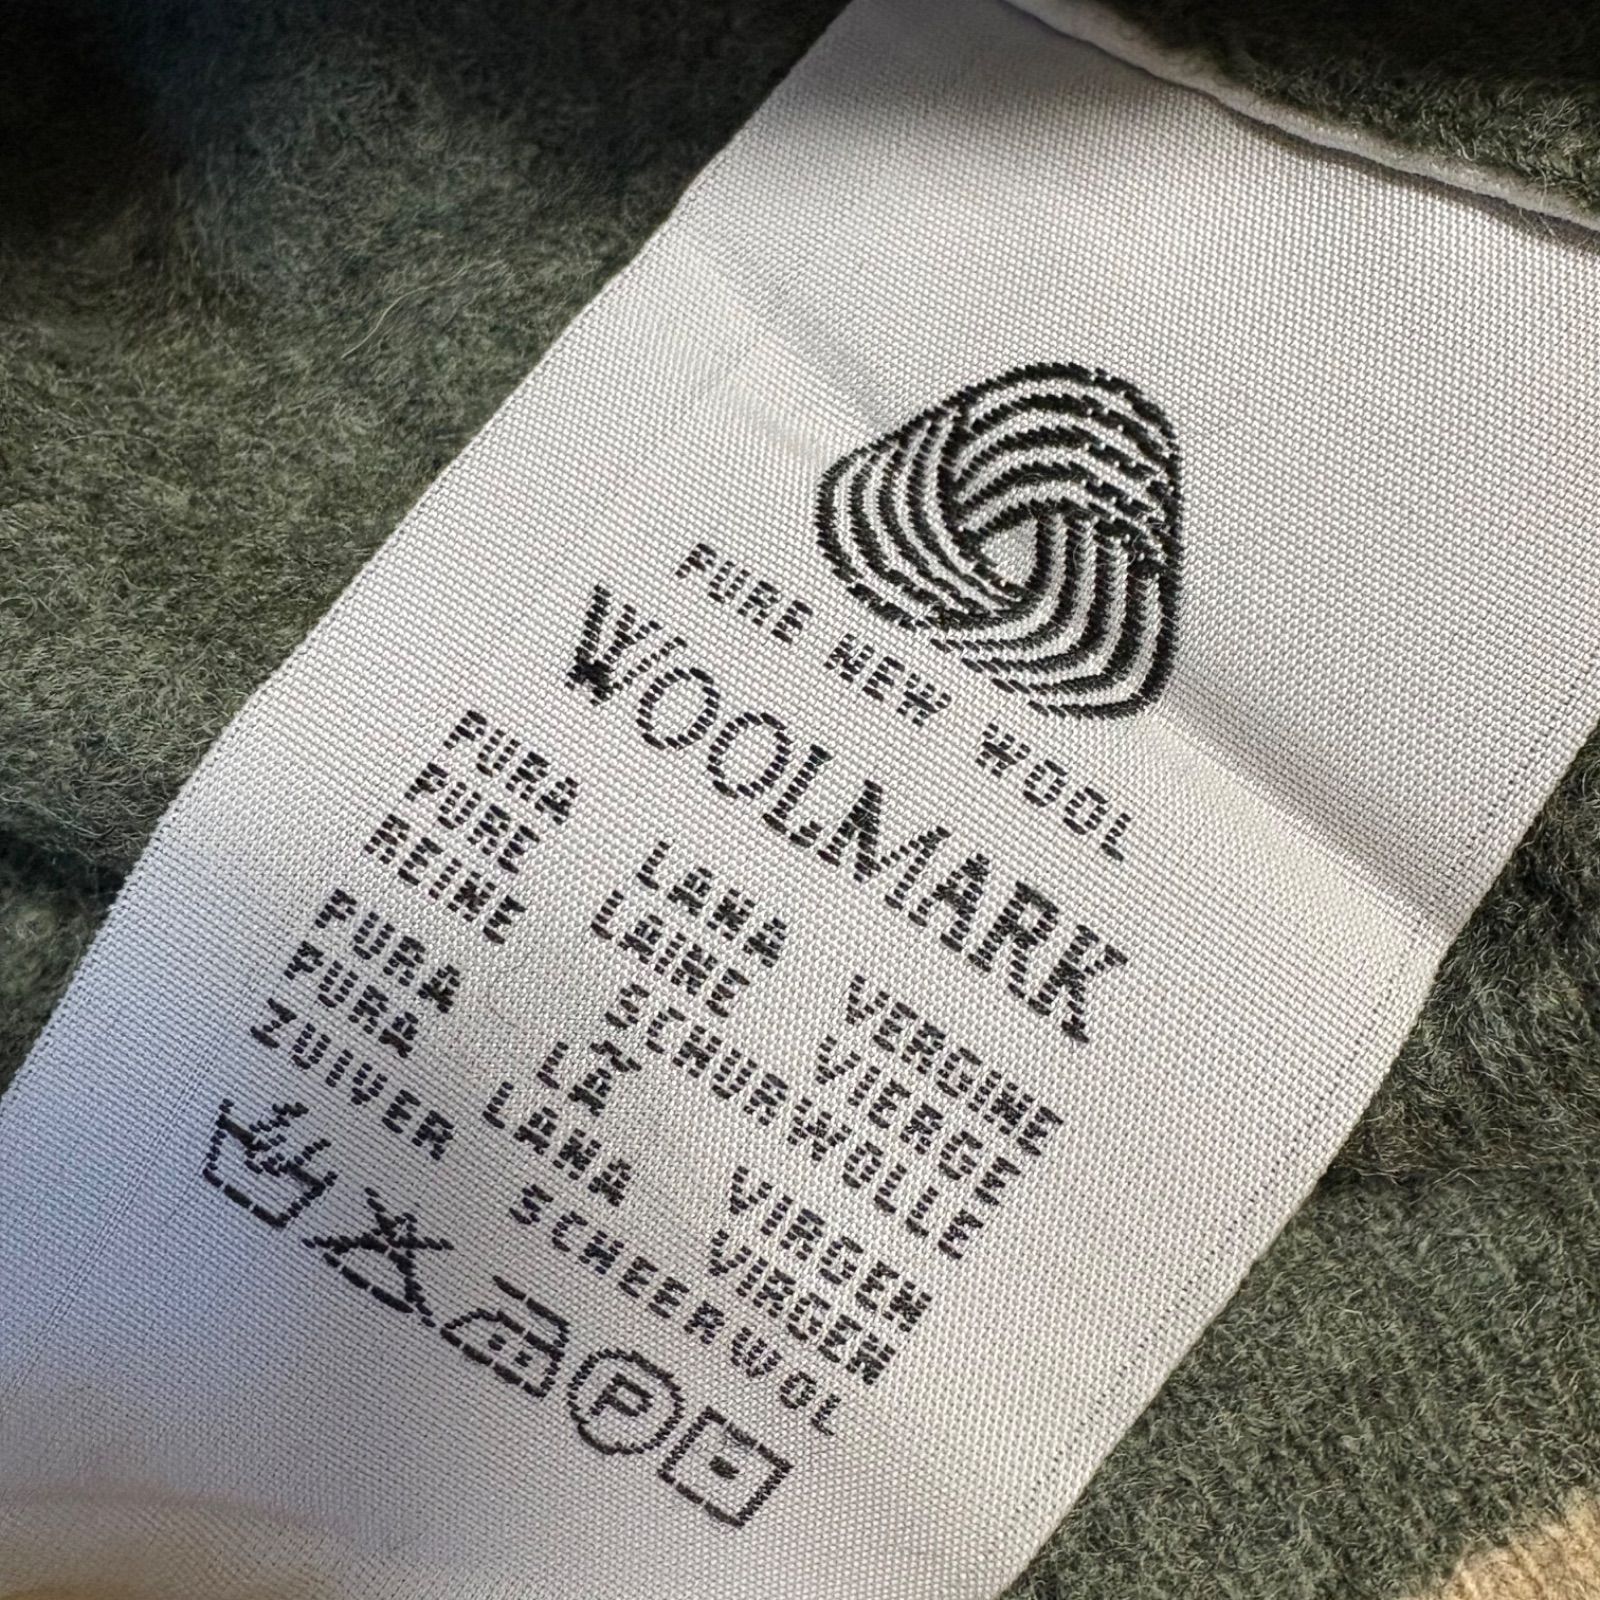 PURE NEW WOOL
WOOLMARK
PURA LANA VERGINE
PURE LAINE VIERGE
REINE SCHURWOLLE
PURA LÃ VIRGEN
PURA LANA VIRGEN
ZUIVER SCHEERWOL
P